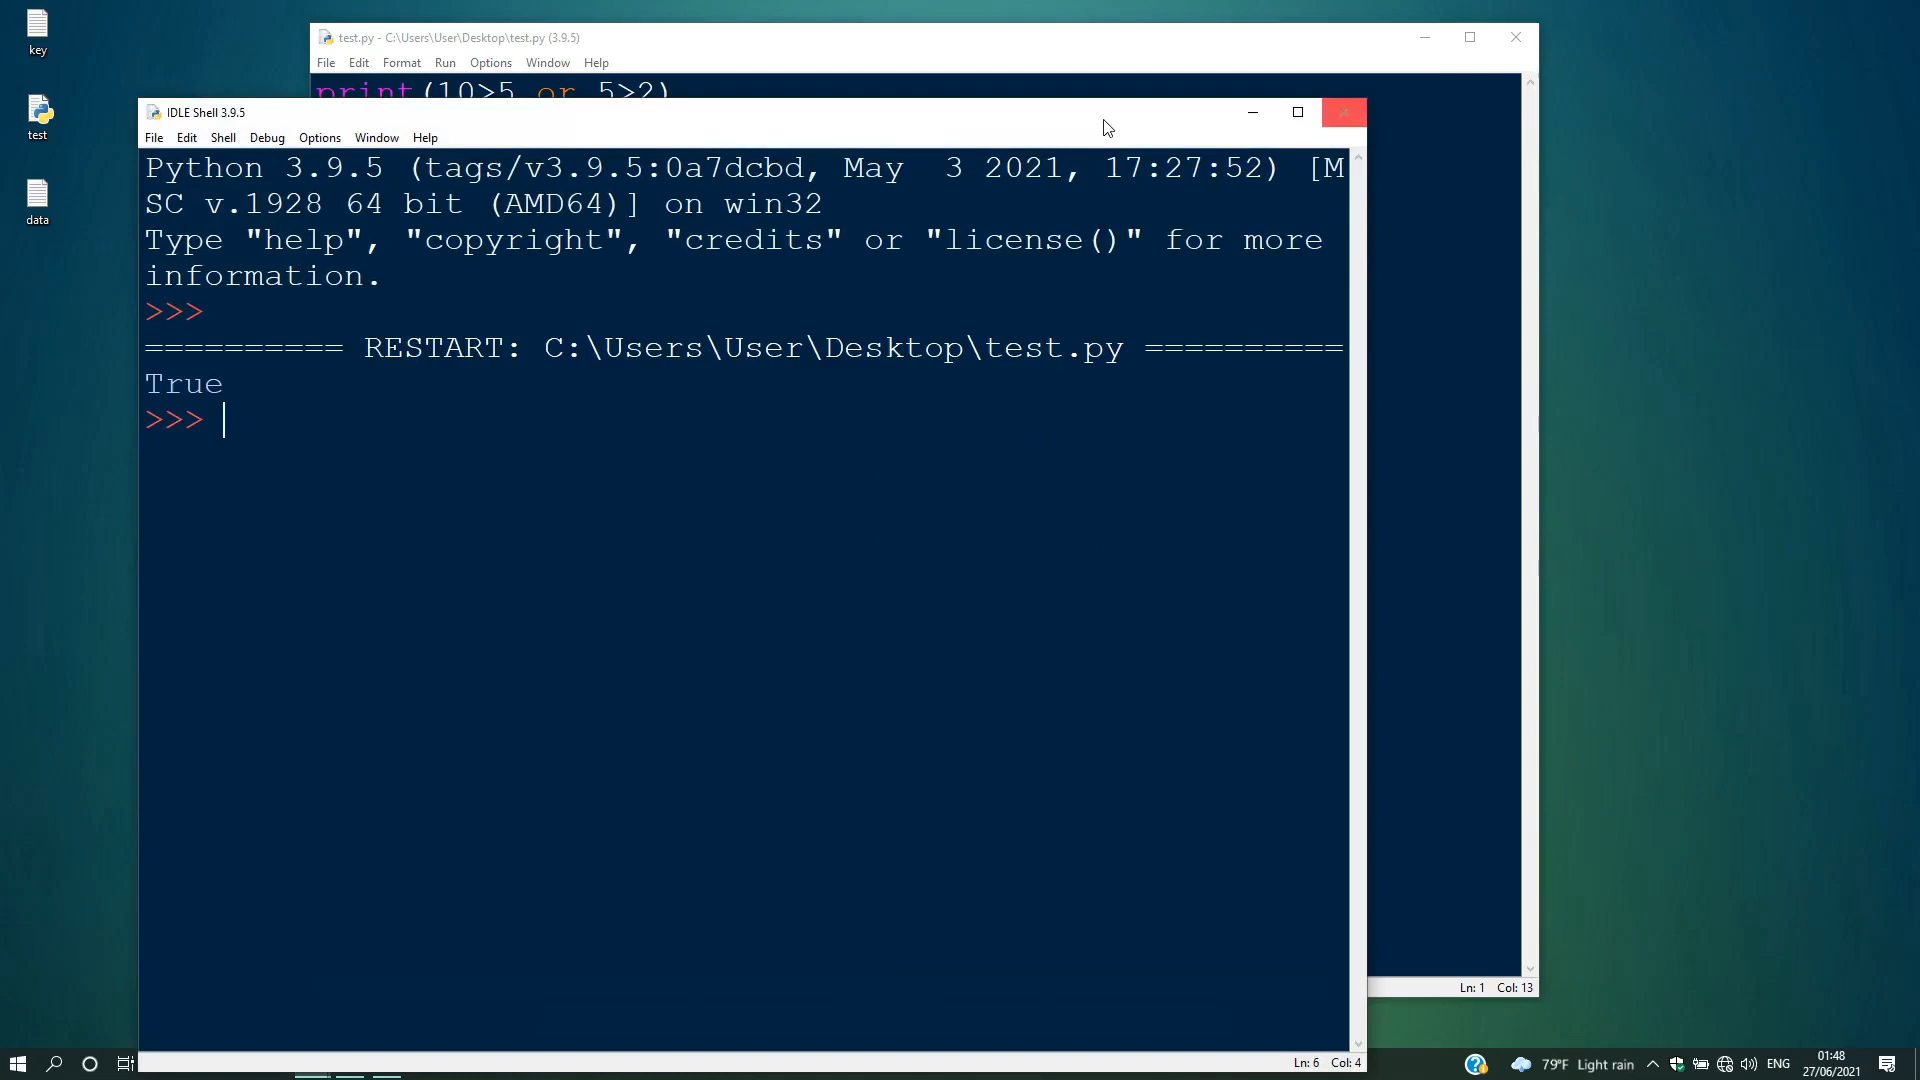 key
test
data
test.py - C:\Users\User\Desktop\test.py (3.9.5)
File Edit Format Run Options Window Help
print(10>5 or 5>2)
IDLE Shell 3.9.5
File Edit Shell Debug Options Window Help
Python 3.9.5 (tags/v3.9.5:0a7dcbd, May  3 2021, 17:27:52) [M
SC v.1928 64 bit (AMD64)] on win32
Type "help", "copyright", "credits" or "license()" for more
information.
>>>
========== RESTART: C:\Users\User\Desktop\test.py ==========
True
>>>
Ln: 1 Col: 13
Ln: 6 Col: 4
79°F Light rain
ENG
01:48
27/06/2021